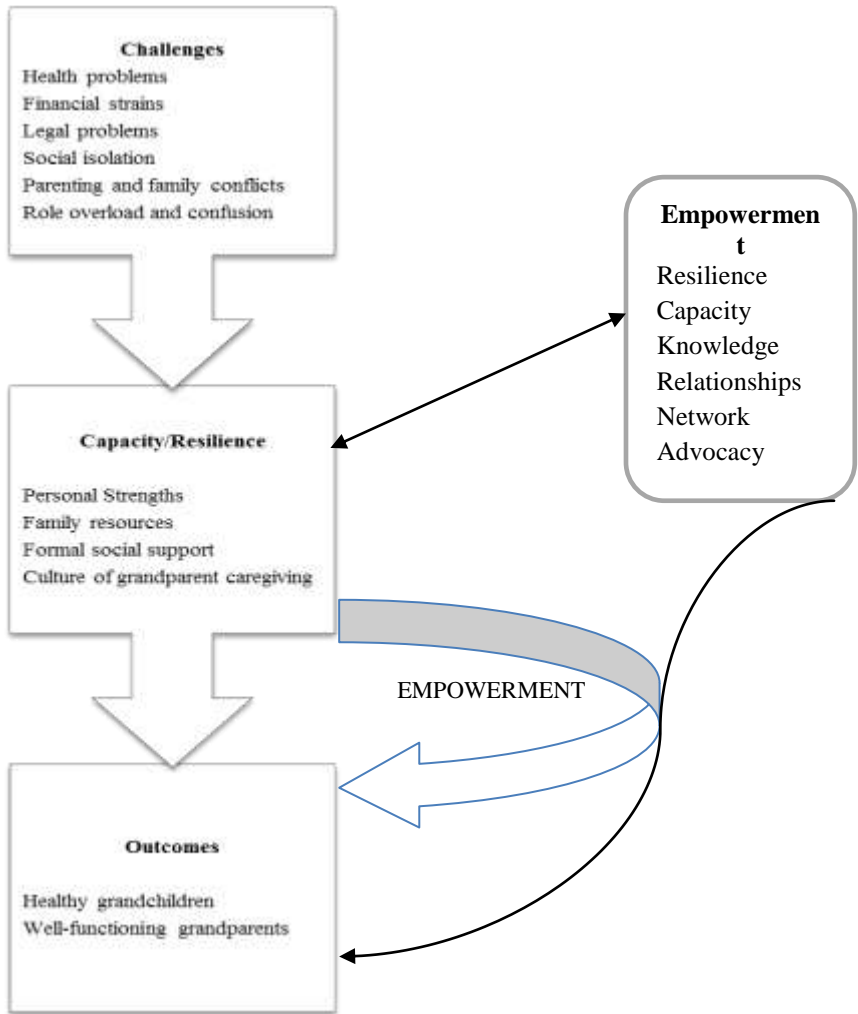 Challenges
Health problems
Financial strains
Legal problems
Social isolation
Parenting and family conflicts
Role overload and confusion
Empowermen
t
Resilience
Capacity
Knowledge
Relationships
Network
Advocacy
Capacity/Resilience
Personal Strengths
Family resources
Formal social support
Culture of grandparent caregiving
EMPOWERMENT
Outcomes
Healthy grandchildren
Well-functioning grandparents